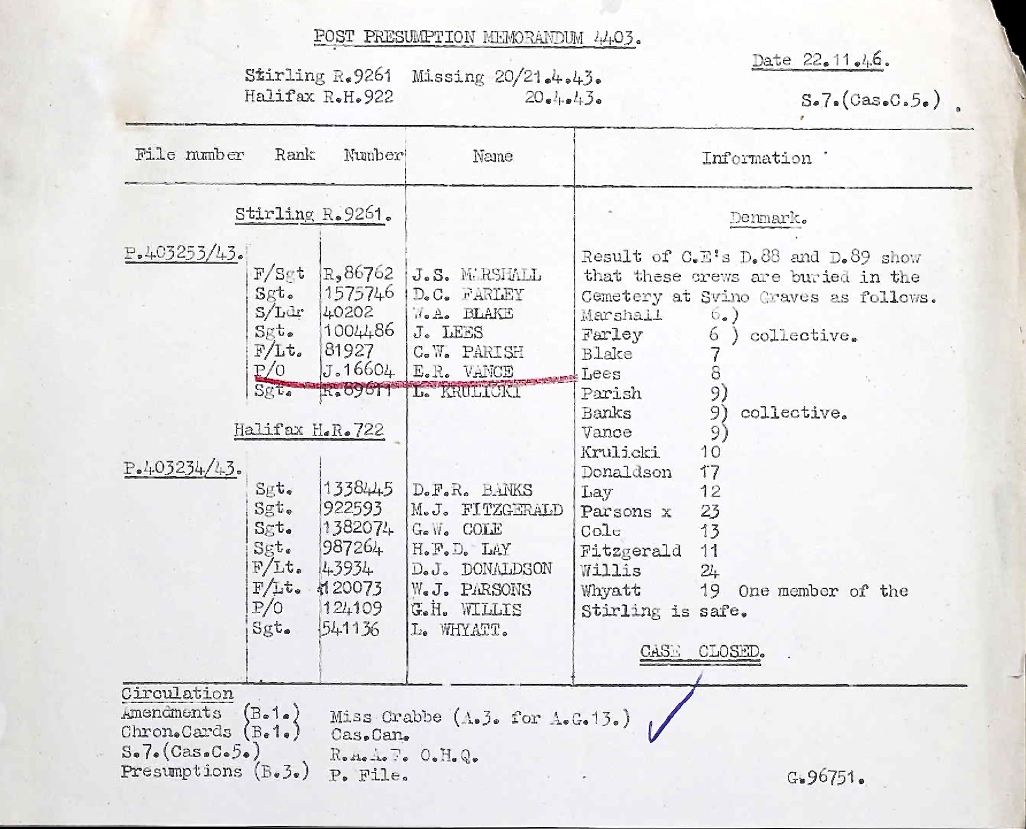 POST PRESUMPTION MEMORANDUM 4403.
Date 22.11.46.
Stirling R.9261 Missing 20/21.4.43.
Halifax R.H.922 20.4.43.
S.7.(Cas.C.5.)
File number Rank Number Name Information
Stirling R.9261. Denmark.
P.403253/43. Result of C.E's D.88 and D.89 show
F/Sgt R,86762 J.S. MARSHALL that these crews are buried in the
Sgt. 1575746 D.C. FARLEY Cemetery at Svino Graves as follows.
S/Ldr 40202 W.A. BLAKE Marshall 6.)
Sgt. 1004486 J. LEES Farley 6 ) collective.
F/Lt. 81927 C.W. PARISH Blake 7
P/O J.16604 E.R. VANCE Lees 8
Sgt. R.89611 L. KRULICKI Parish 9)
Banks 9) collective.
Halifax H.R.722 Vance 9)
Krulicki 10
P.403234/43. Donaldson 17
Sgt. 1338445 D.F.R. BANKS Lay 12
Sgt. 922593 M.J. FITZGERALD Parsons x 23
Sgt. 1382074 G.W. COLE Cole 13
Sgt. 987264 H.F.D. LAY Fitzgerald 11
F/Lt. 43934 D.J. DONALDSON Willis 24
F/Lt. 120073 W.J. PARSONS Whyatt 19 One member of the
P/O 124109 G.H. WILLIS Stirling is safe.
Sgt. 541136 L. WHYATT.
CASE CLOSED.
Circulation
Amendments (B.1.) Miss Crabbe (A.3. for A.G.13.)
Chron.Cards (B.1.) Cas.Can.
S.7.(Cas.C.5.) R.A.A.F. O.H.Q.
Presumptions (B.3.) P. File.
G.96751.